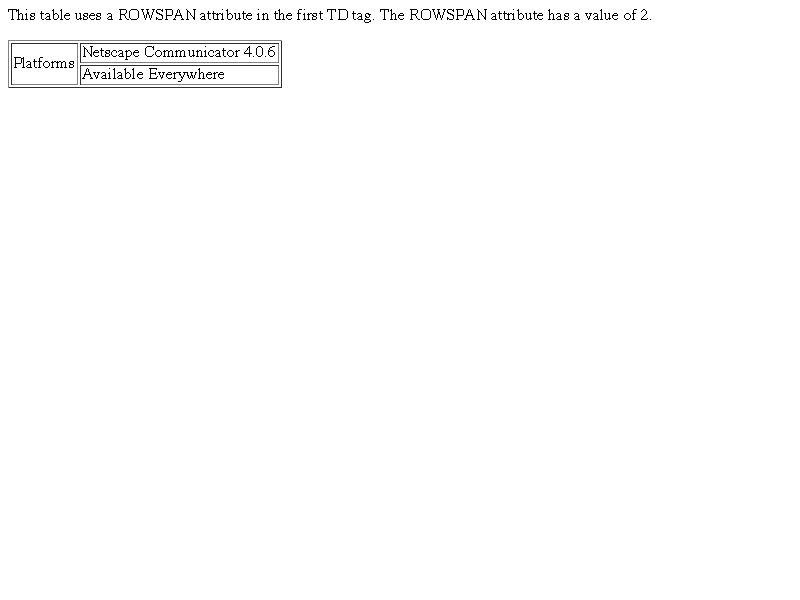 This table uses a ROWSPAN attribute in the first TD tag. The ROWSPAN attribute has a value of 2.
Platforms
Netscape Communicator 4.0.6
Available Everywhere